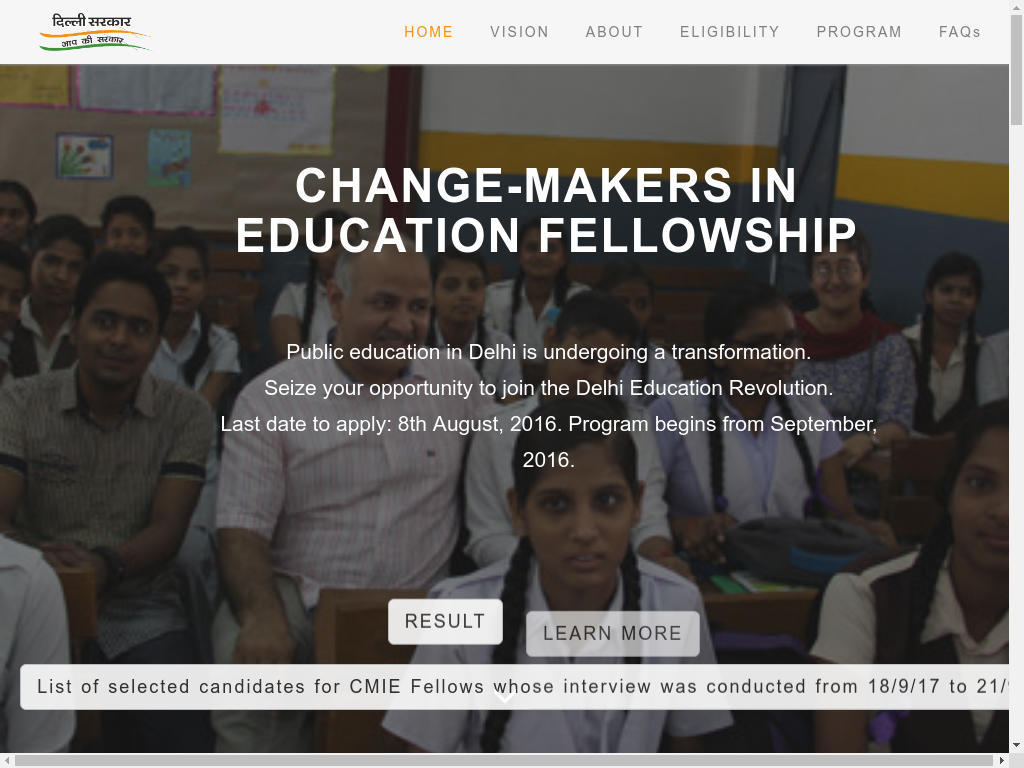 दिल्ली सरकार
आप की सरकार
HOME VISION ABOUT ELIGIBILITY PROGRAM FAQs
CHANGE-MAKERS IN
EDUCATION FELLOWSHIP
Public education in Delhi is undergoing a transformation.
Seize your opportunity to join the Delhi Education Revolution.
Last date to apply: 8th August, 2016. Program begins from September,
2016.
RESULT
LEARN MORE
List of selected candidates for CMIE Fellows whose interview was conducted from 18/9/17 to 21/